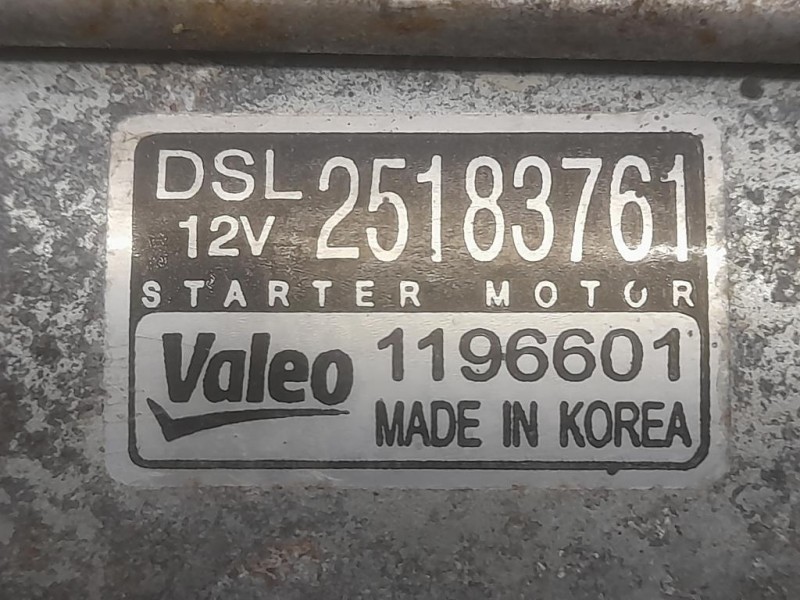 DSL 25183761
12V
STARTER MOTOR
Valeo 1196601
MADE IN KOREA